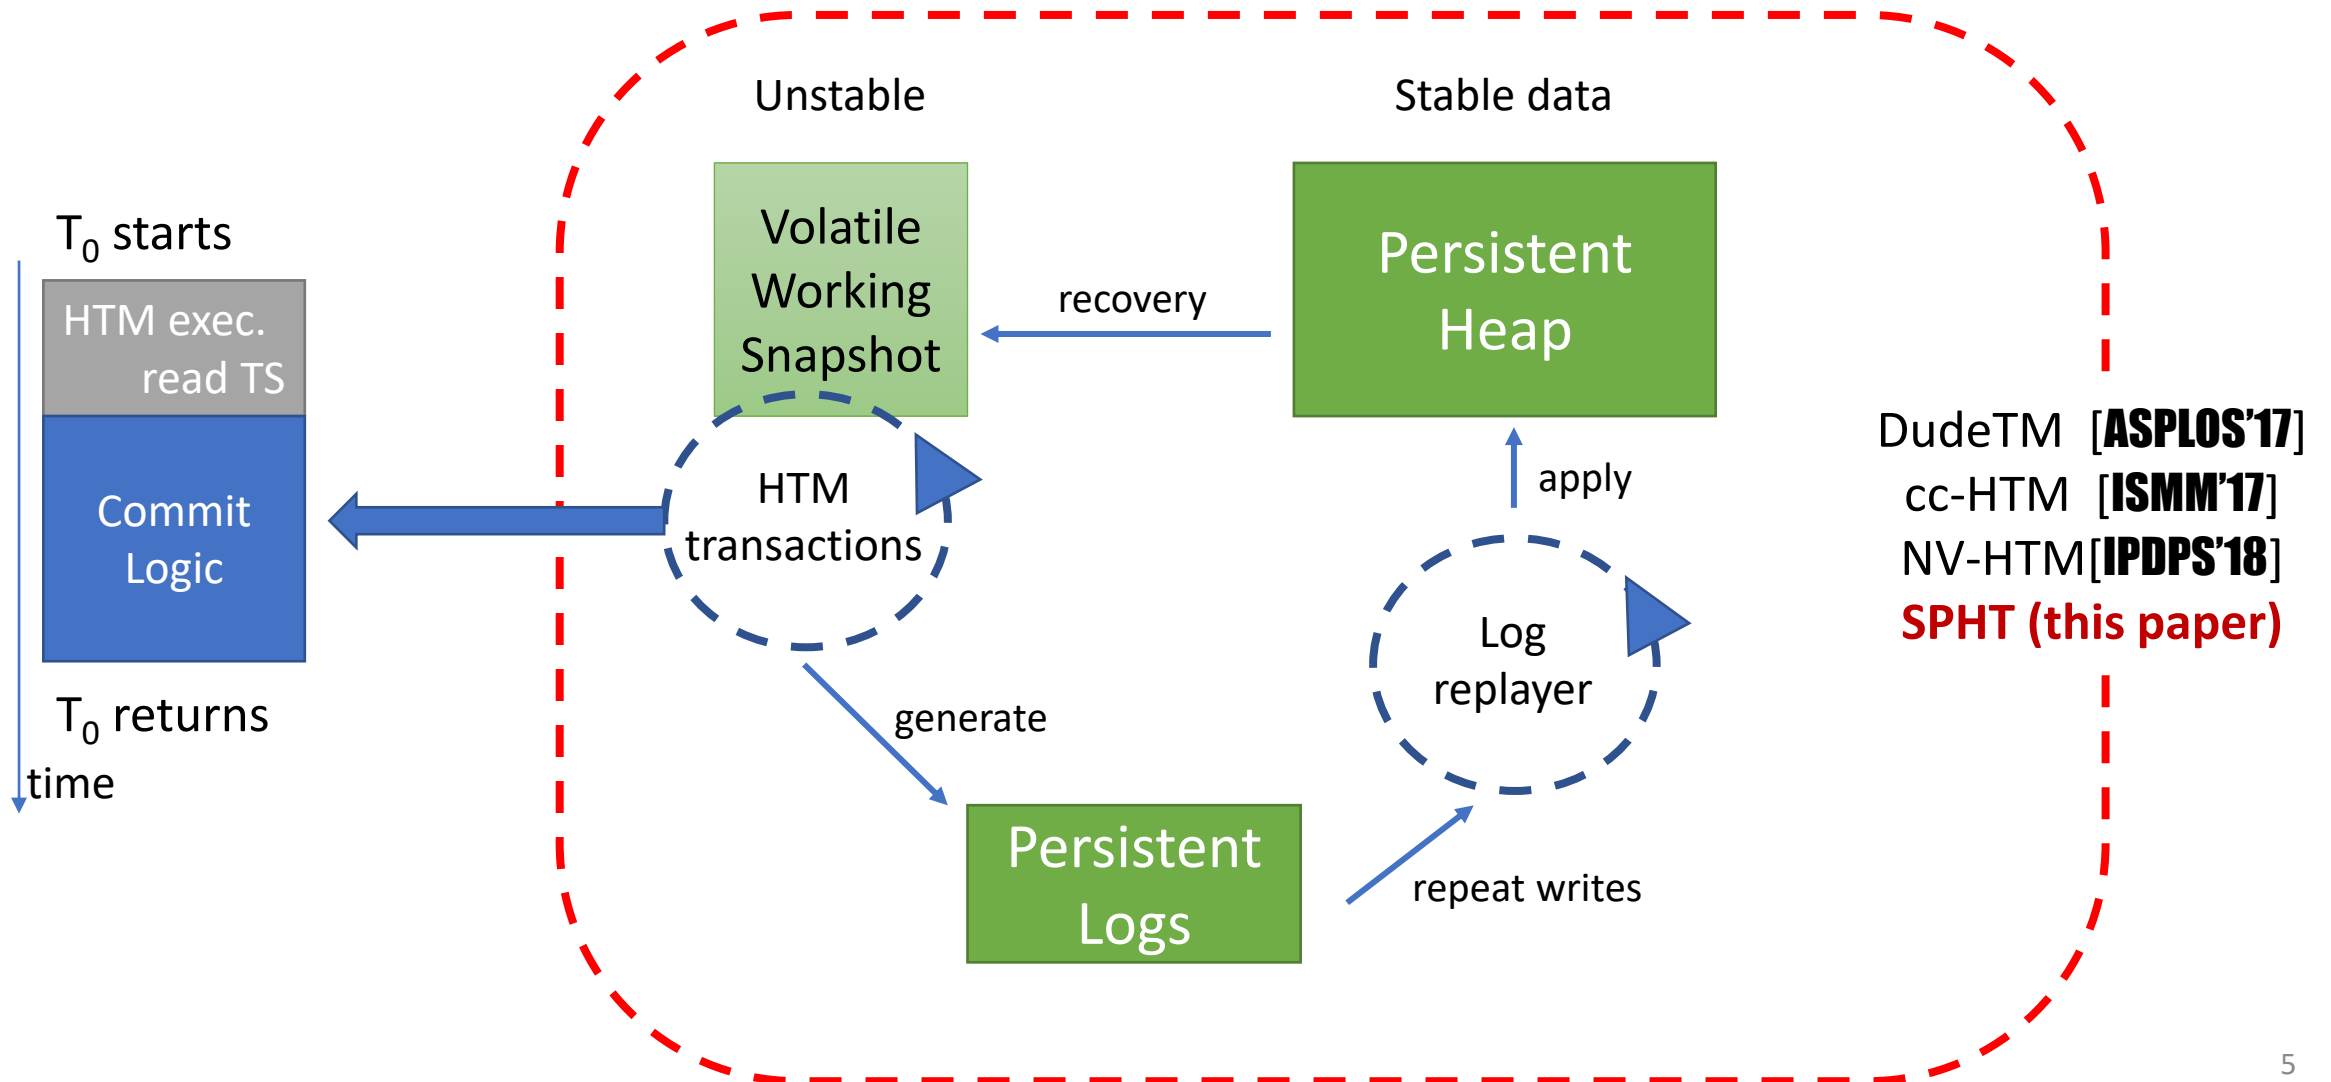 Unstable
Stable data
T0 starts
HTM exec.
read TS
Commit
Logic
T0 returns
time
Volatile
Working
Snapshot
recovery
Persistent
Heap
HTM
transactions
apply
Log
replayer
generate
Persistent
Logs
repeat writes
DudeTM [ASPLOS'17]
cc-HTM [ISMM'17]
NV-HTM[IPDPS'18]
SPHT (this paper)
5